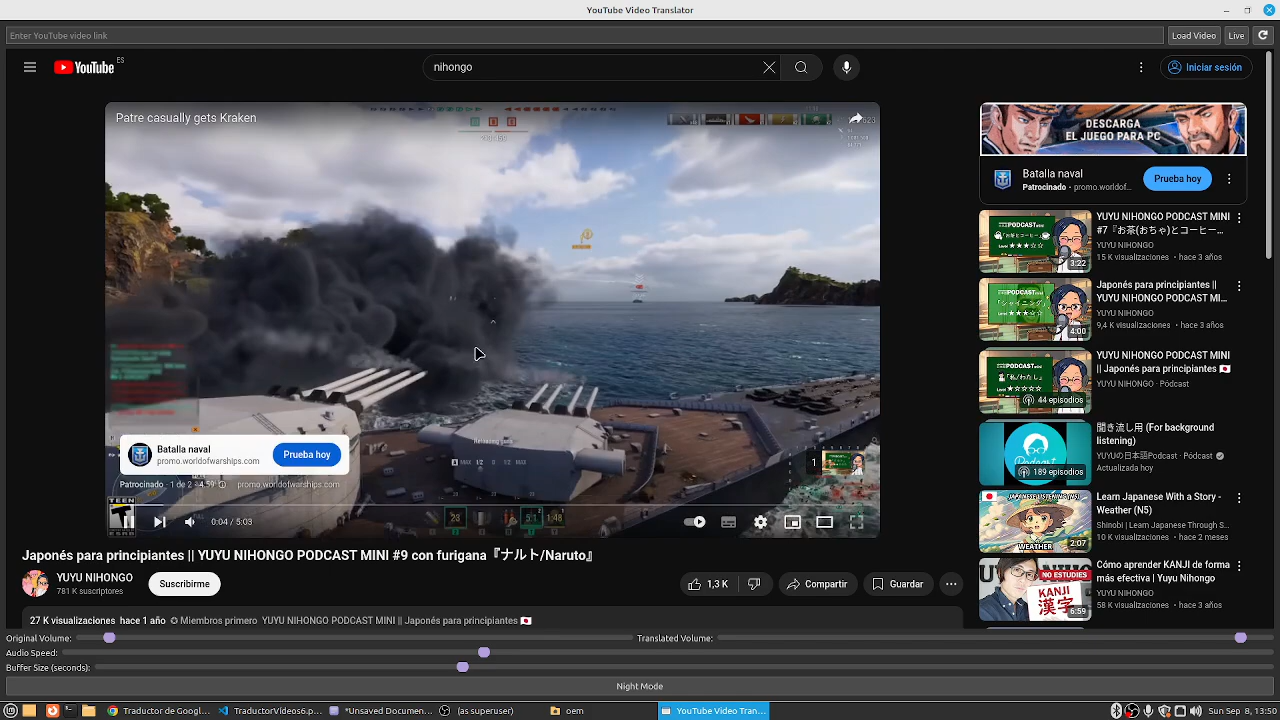 YouTube Video Translator
Enter YouTube video link
Load Video
Live
YouTube ES
nihongo
Iniciar sesión
Patre casually gets Kraken
DESCARGA
EL JUEGO PARA PC
Batalla naval
Patrocinado · promo.worldof...
Prueba hoy
YUYU NIHONGO PODCAST MINI
#7『お茶(おちゃ)とコーヒー...
YUYU NIHONGO
15 K visualizaciones · hace 3 años
3:22
Japonés para principiantes ||
YUYU NIHONGO PODCAST MI...
YUYU NIHONGO
9,4 K visualizaciones · hace 3 años
4:00
YUYU NIHONGO PODCAST MINI
|| Japonés para principiantes 🇯🇵
YUYU NIHONGO · Pódcast
44 episodios
聞き流し用 (For background
listening)
YUYUの日本語Podcast · Pódcast
Actualizada hoy
Podcast
189 episodios
Learn Japanese With a Story -
Weather (N5)
Shinobi | Learn Japanese Through S...
10 K visualizaciones · hace 2 meses
JAPANESE LISTENING (N5)
WEATHER
2:07
Cómo aprender KANJI de forma
más efectiva | Yuyu Nihongo
YUYU NIHONGO
58 K visualizaciones · hace 3 años
NO ESTUDIES
KANJI
漢字
6:59
Batalla naval
promo.worldofwarships.com
Prueba hoy
Patrocinado · 1 de 2 · 4:59
promo.worldofwarships.com
TEEN
0:04 / 5:03
Japonés para principiantes || YUYU NIHONGO PODCAST MINI #9 con furigana『ナルト/Naruto』
YUYU NIHONGO
781 K suscriptores
Suscribirme
1,3 K
Compartir
Guardar
27 K visualizaciones hace 1 año ✪ Miembros primero YUYU NIHONGO PODCAST MINI || Japonés para principiantes 🇯🇵
Original Volume:
Translated Volume:
Audio Speed:
Buffer Size (seconds):
Night Mode
Traductor de Googl...
TraductorVideos6.p...
*Unsaved Documen...
(as superuser)
oem
YouTube Video Tran...
Sun Sep 8, 13:50